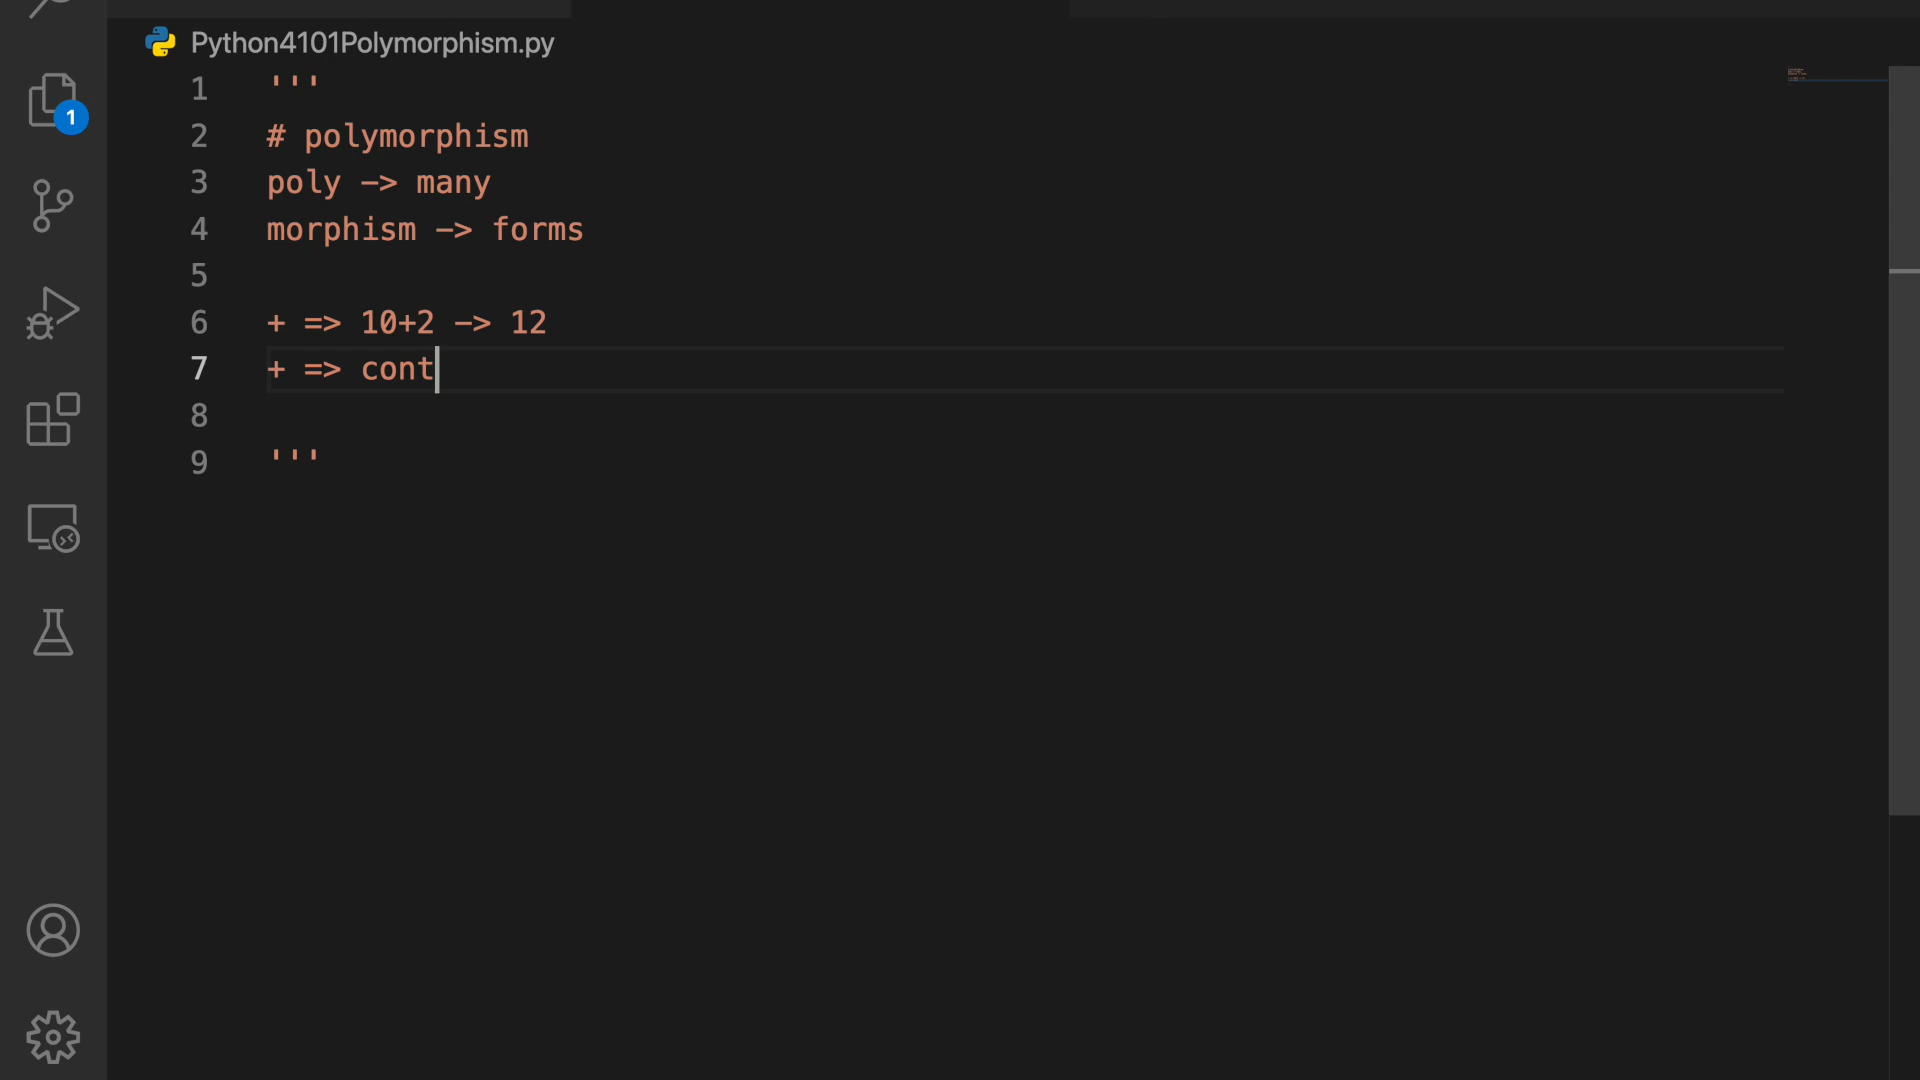 Python4101Polymorphism.py
1 '''
2 # polymorphism
3 poly -> many
4 morphism -> forms
5
6 + => 10+2 -> 12
7 + => cont
8
9 '''
1